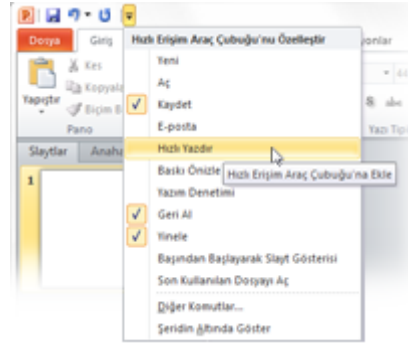 Dosya
Giriş
Hızlı Erişim Araç Çubuğu'nu Özelleştir
Yeni
Kes
Aç
Kopyala
Kaydet
Yapıştır
Biçim B
E-posta
Pano
Hızlı Yazdır
Yazı Tipi
Slaytlar
Anaha
Baskı Önizle
Hızlı Erişim Araç Çubuğu'na Ekle
1
Yazım Denetimi
Geri Al
Yinele
Başından Başlayarak Slayt Gösterisi
Son Kullanılan Dosyayı Aç
Diğer Komutlar...
Şeridin Altında Göster